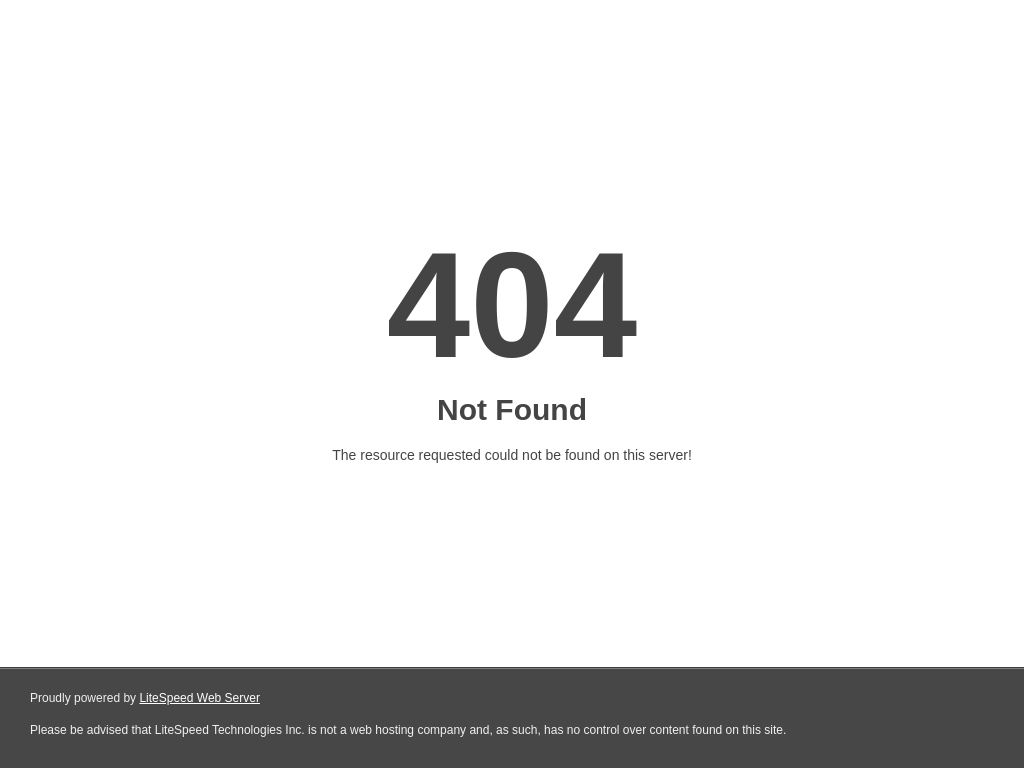 404
Not Found
The resource requested could not be found on this server!
Proudly powered by LiteSpeed Web Server
Please be advised that LiteSpeed Technologies Inc. is not a web hosting company and, as such, has no control over content found on this site.